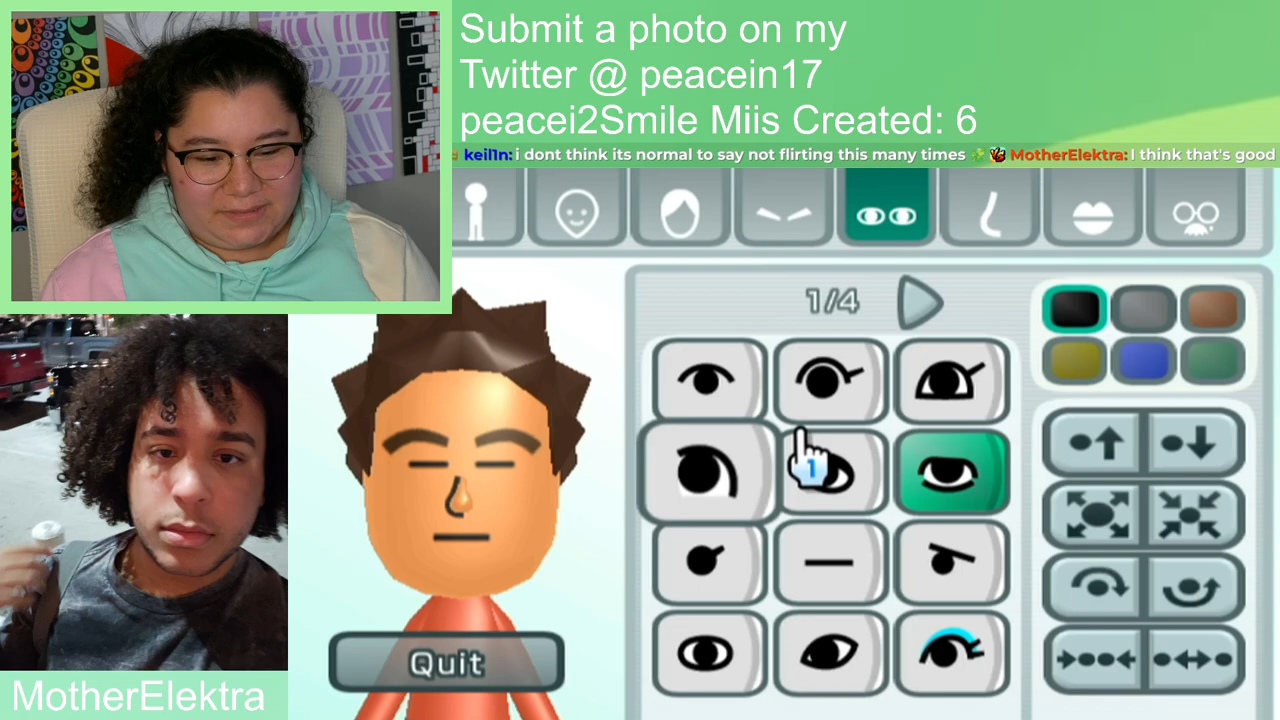 Submit a photo on my
Twitter @ peacein17
peacei2Smile Miis Created: 6
keil1n: i dont think its normal to say not flirting this many times MotherElektra: I think that's good
1/4
1
Quit
MotherElektra